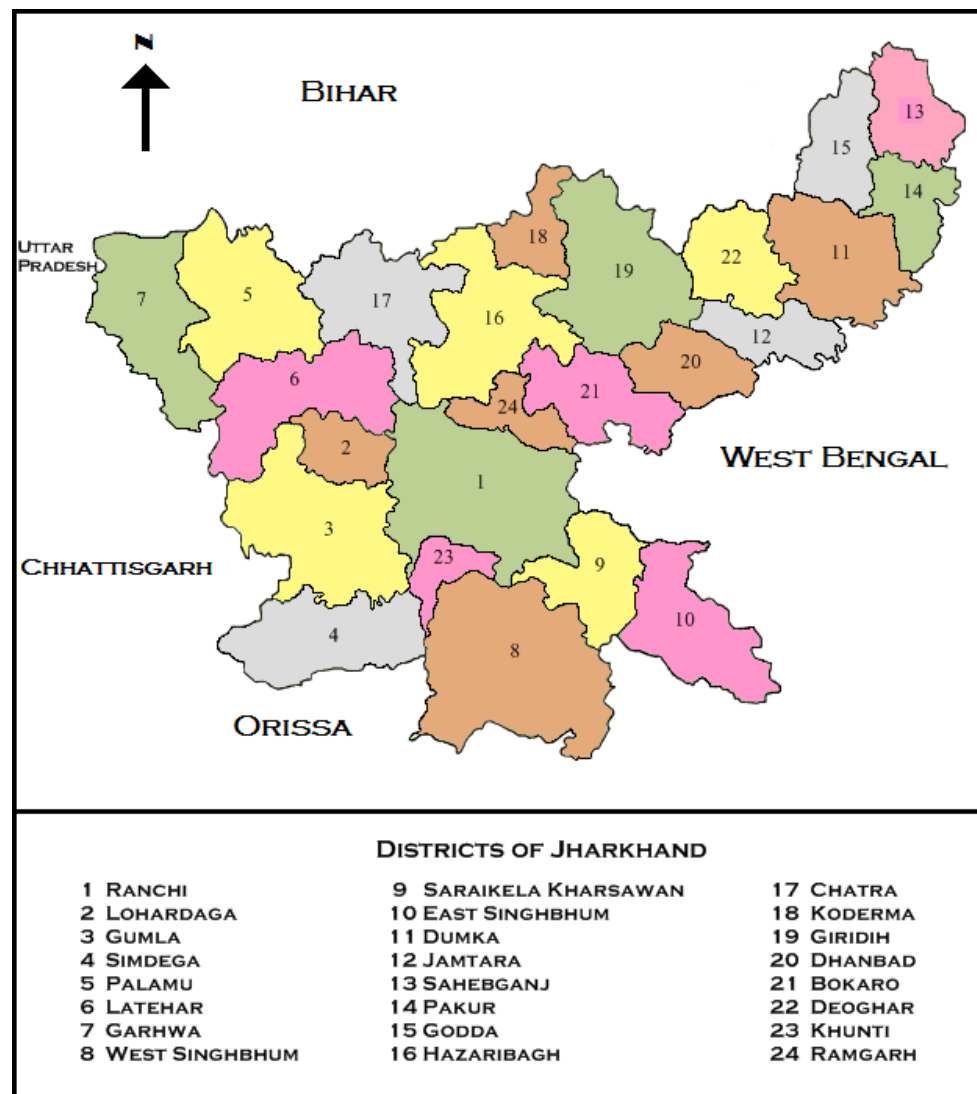 N
BIHAR
13
15
14
UTTAR
PRADESH
18
22
11
19
7
5
17
16
12
20
6
21
24
2
WEST BENGAL
1
3
CHHATTISGARH
23
9
10
4
8
ORISSA
DISTRICTS OF JHARKHAND
1 RANCHI
2 LOHARDAGA
3 GUMLA
4 SIMDEGA
5 PALAMU
6 LATEHAR
7 GARHWA
8 WEST SINGHBHUM
9 SARAIKELA KHARSAWAN
10 EAST SINGHBHUM
11 DUMKA
12 JAMTARA
13 SAHEBGANJ
14 PAKUR
15 GODDA
16 HAZARIBAGH
17 CHATRA
18 KODERMA
19 GIRIDIH
20 DHANBAD
21 BOKARO
22 DEOGHAR
23 KHUNTI
24 RAMGARH